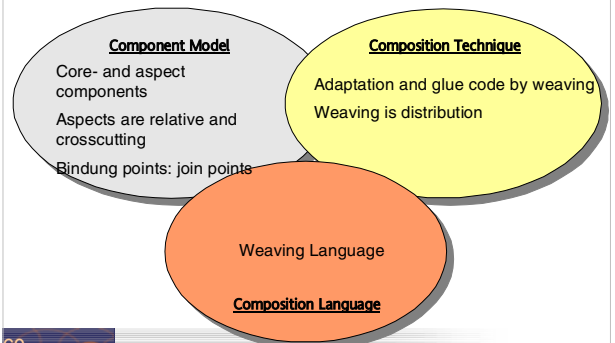 Component Model
Core- and aspect
components
Aspects are relative and
crosscutting
Bindung points: join points
Composition Technique
Adaptation and glue code by weaving
Weaving is distribution
Weaving Language
Composition Language